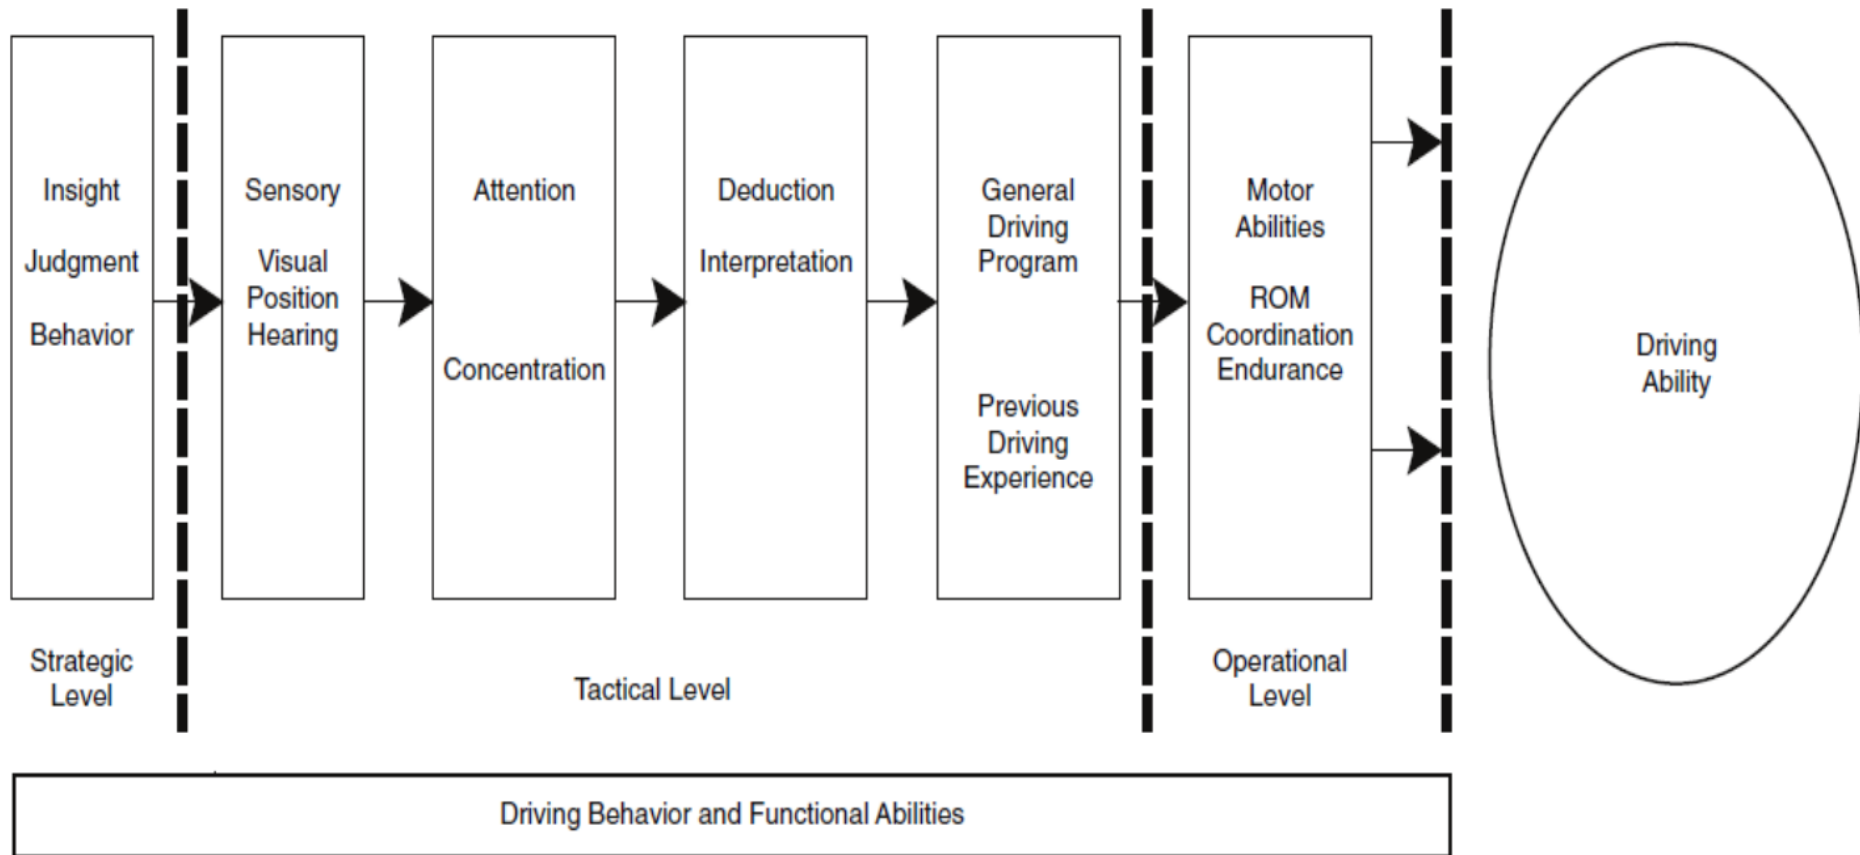 Insight
Judgment
Behavior
Sensory
Visual
Position
Hearing
Attention
Concentration
Deduction
Interpretation
General
Driving
Program
Previous
Driving
Experience
Motor
Abilities
ROM
Coordination
Endurance
Driving
Ability
Strategic
Level
Tactical Level
Operational
Level
Driving Behavior and Functional Abilities